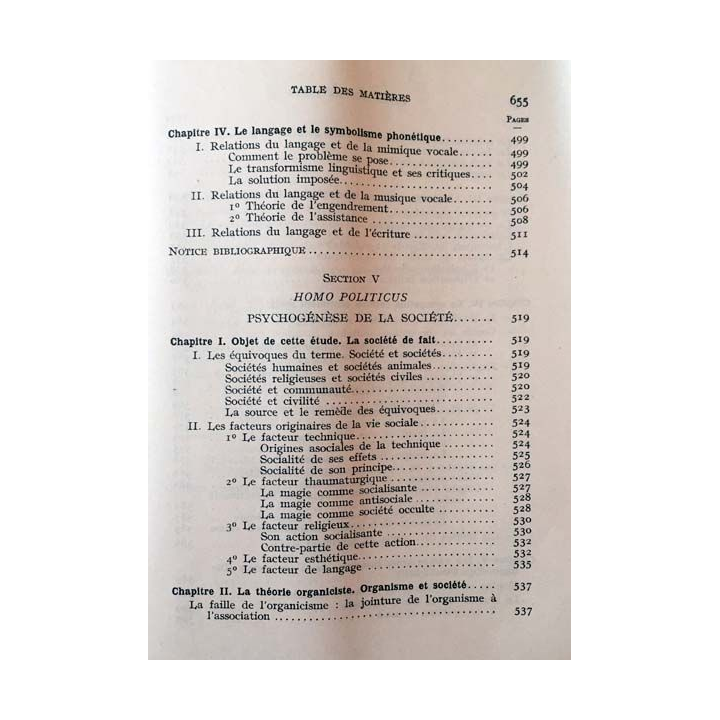 TABLE DES MATIÈRES 655
PAGES
Chapitre IV. Le langage et le symbolisme phonétique......... 499
I. Relations du langage et de la mimique vocale...... 499
Comment le problème se pose................ 499
Le transformisme linguistique et ses critiques.... 502
La solution imposée....................... 504
II. Relations du langage et de la musique vocale...... 506
1º Théorie de l'engendrement................ 506
2º Théorie de l'assistance ................... 508
III. Relations du langage et de l'écriture ............. 511
NOTICE BIBLIOGRAPHIQUE ............................ 514
SECTION V
HOMO POLITICUS
PSYCHOGÉNÈSE DE LA SOCIÉTÉ....... 519
Chapitre I. Objet de cette étude. La société de fait.......... 519
I. Les équivoques du terme. Société et sociétés........ 519
Sociétés humaines et sociétés animales.......... 519
Sociétés religieuses et sociétés civiles ........... 520
Société et communauté...................... 520
Société et civilité ........................... 522
La source et le remède des équivoques......... 523
II. Les facteurs originaires de la vie sociale ........... 524
1º Le facteur technique...................... 524
Origines asociales de la technique ......... 524
Socialité de ses effets ................... 525
Socialité de son principe................. 526
2º Le facteur thaumaturgique................ 527
La magie comme socialisante ............. 527
La magie comme antisociale .............. 528
La magie comme société occulte .......... 528
3º Le facteur religieux...................... 530
Son action socialisante .................. 530
Contre-partie de cette action............. 532
4º Le facteur esthétique..................... 532
5º Le facteur de langage .................... 535
Chapitre II. La théorie organiciste. Organisme et société..... 537
La faille de l'organicisme : la jointure de l'organisme à
l'association .................................. 537